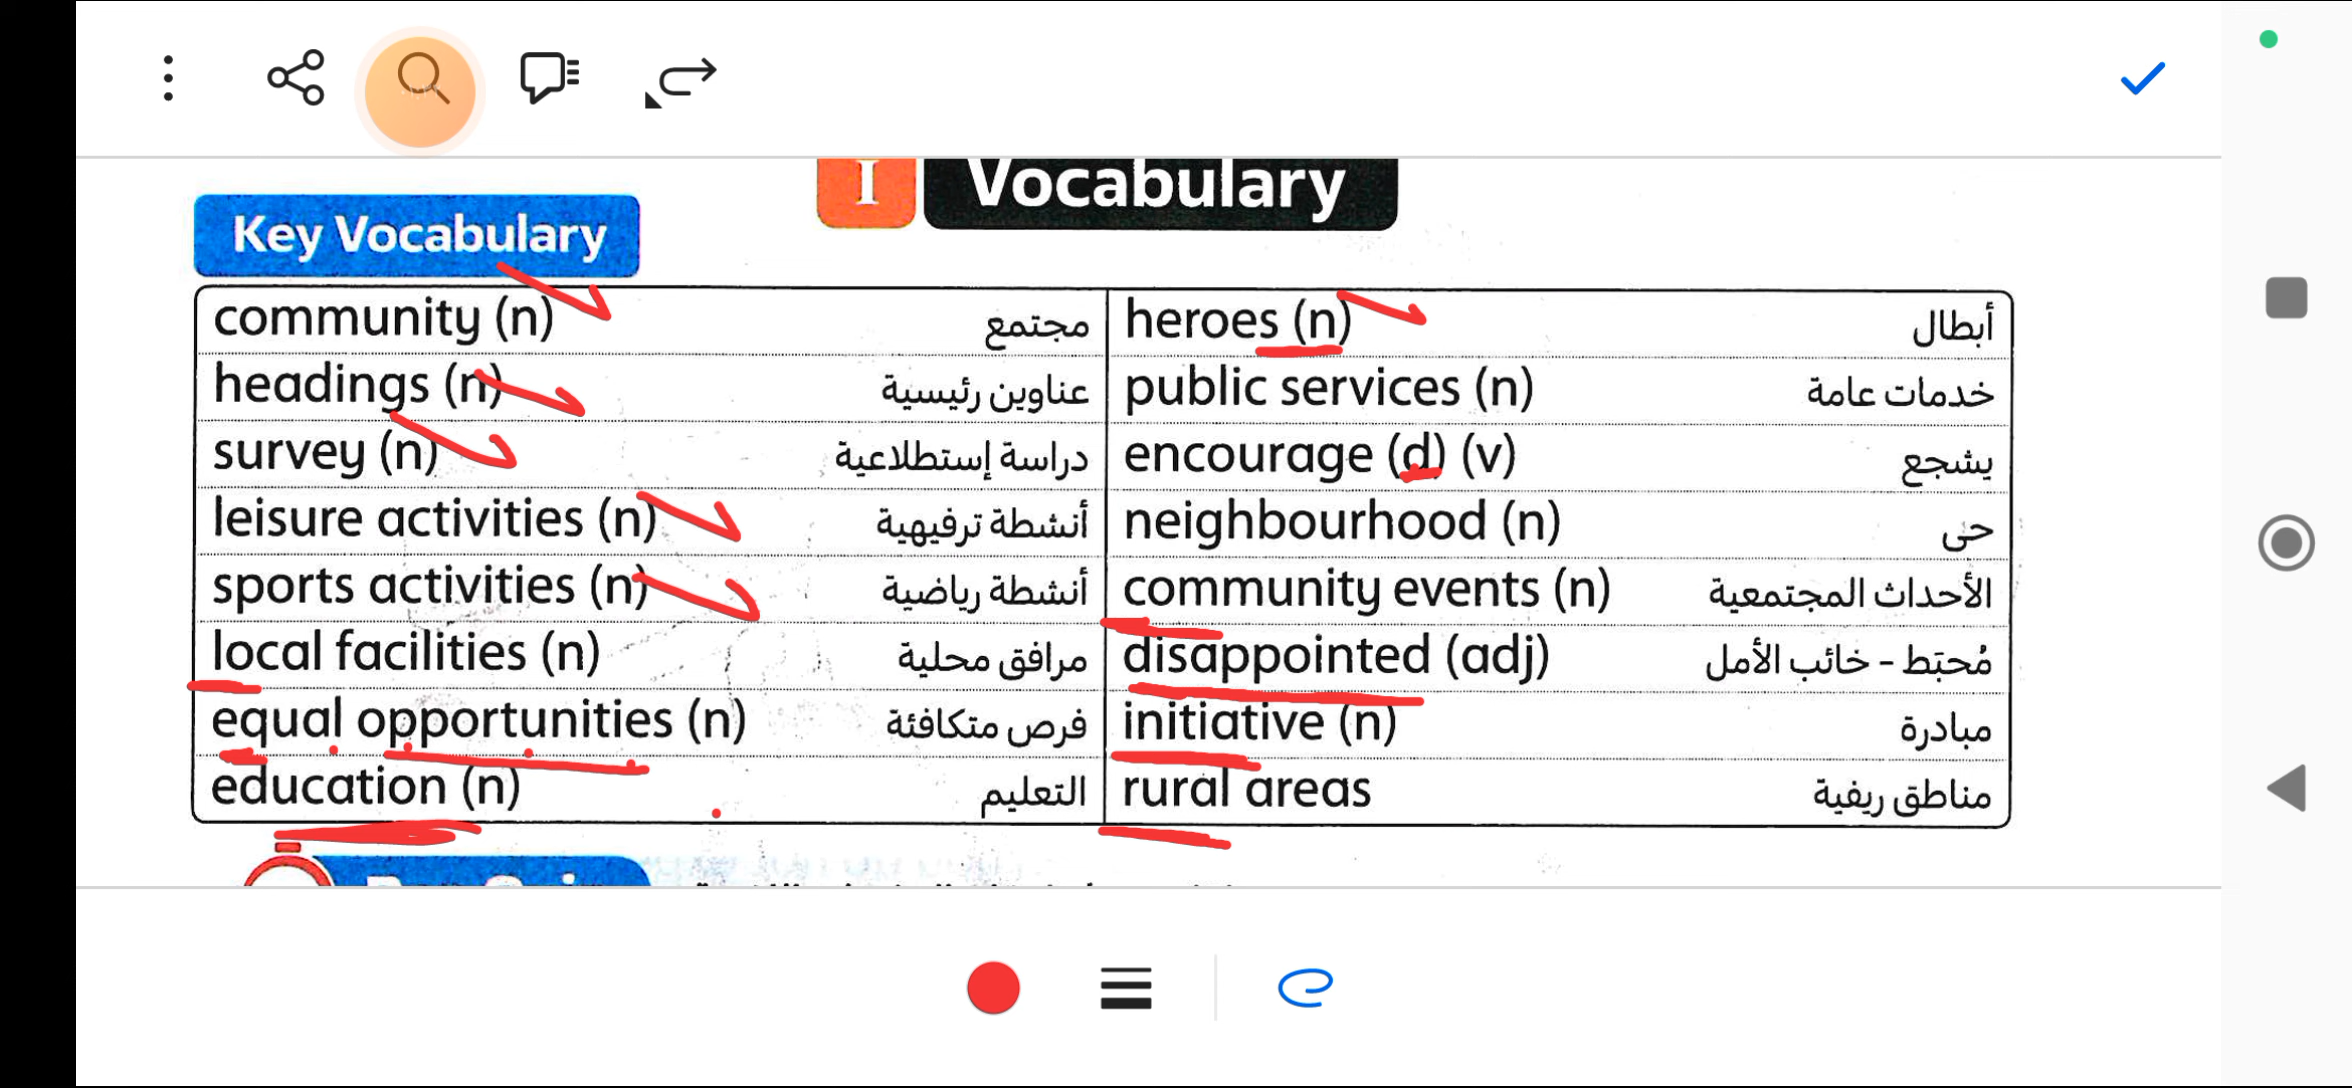 I Vocabulary
Key Vocabulary
community (n) مجتمع
headings (n) عناوين رئيسية
survey (n) دراسة إستطلاعية
leisure activities (n) أنشطة ترفيهية
sports activities (n) أنشطة رياضية
local facilities (n) مرافق محلية
equal opportunities (n) فرص متكافئة
education (n) التعليم
heroes (n) أبطال
public services (n) خدمات عامة
encourage (d) (v) يشجع
neighbourhood (n) حى
community events (n) الأحداث المجتمعية
disappointed (adj) مُحبَط - خائب الأمل
initiative (n) مبادرة
rural areas مناطق ريفية